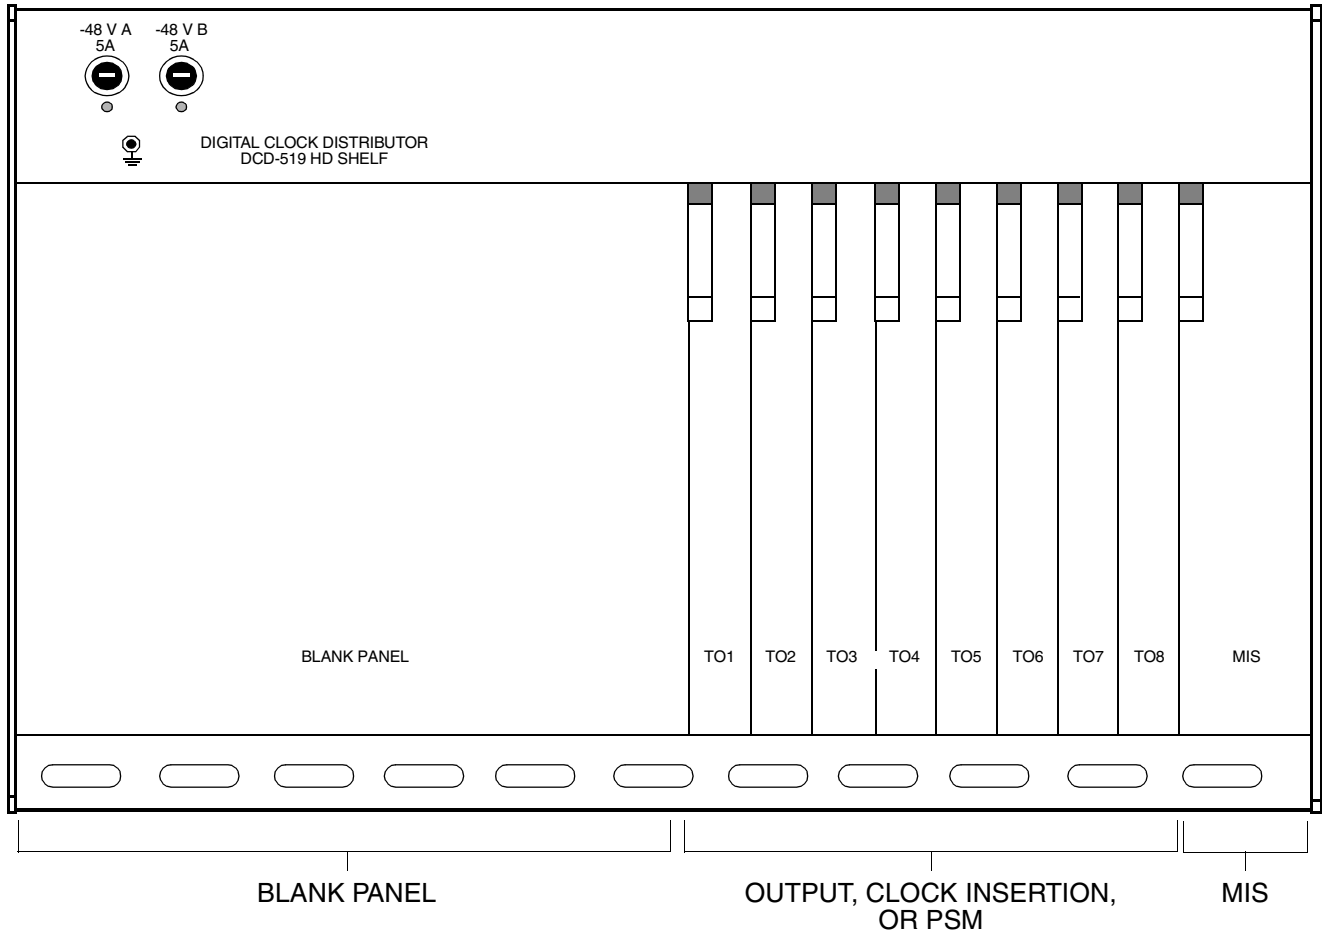 -48 V A -48 V B
5A 5A
DIGITAL CLOCK DISTRIBUTOR
DCD-519 HD SHELF
BLANK PANEL TO1 TO2 TO3 TO4 TO5 TO6 TO7 TO8 MIS
BLANK PANEL OUTPUT, CLOCK INSERTION, MIS
OR PSM